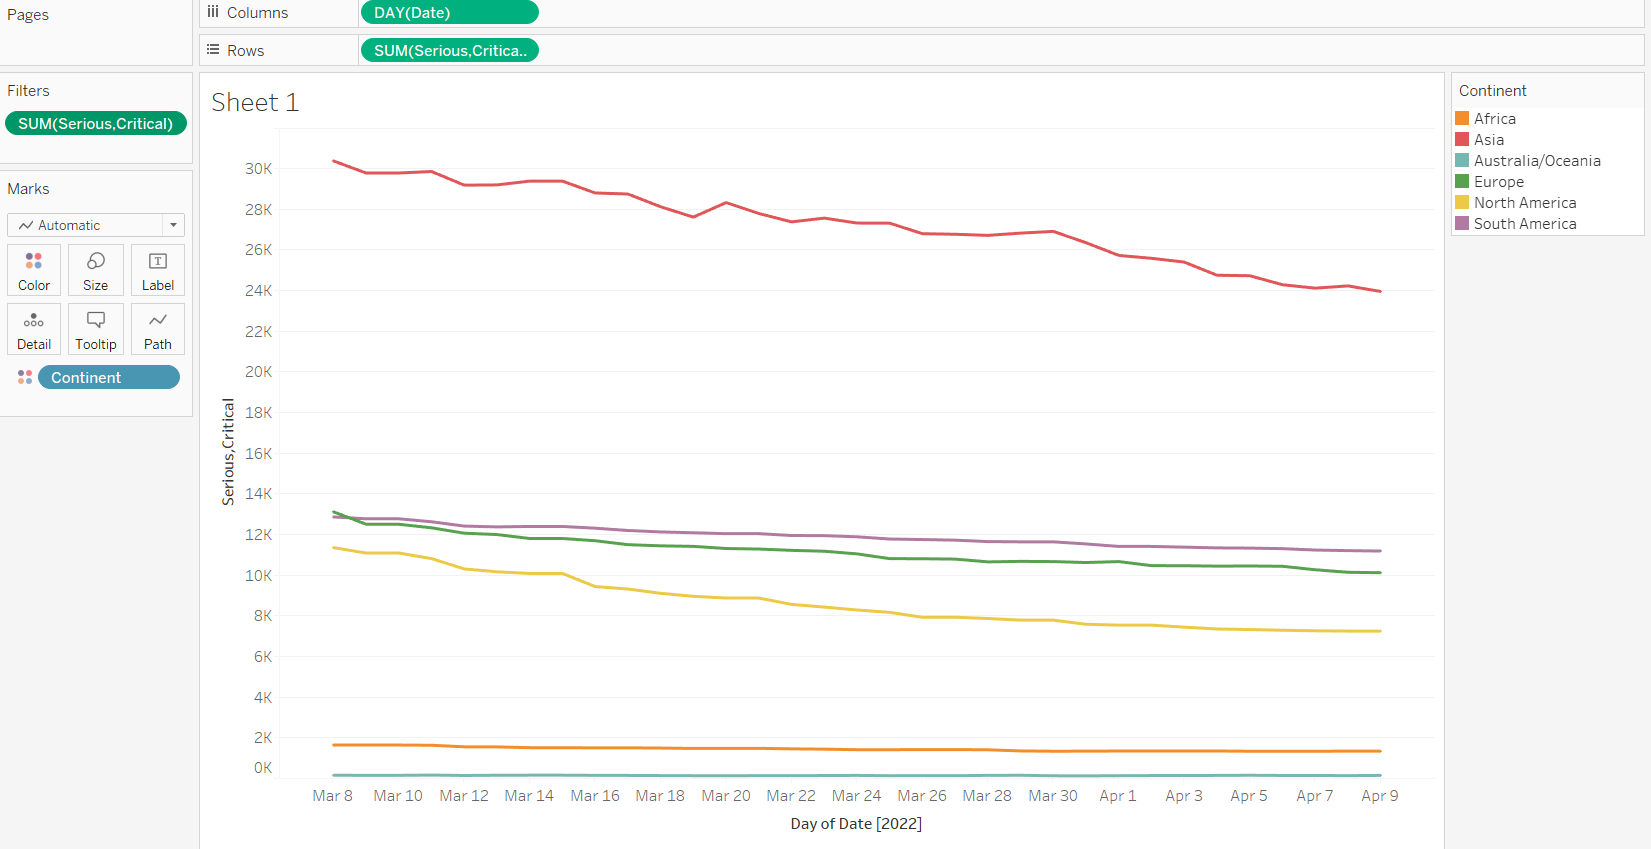 Pages
Columns
DAY(Date)
Rows
SUM(Serious,Critica..
Filters
SUM(Serious,Critical)
Marks
Automatic
Color
Size
Label
Detail
Tooltip
Path
Continent
Sheet 1
30K
28K
26K
24K
22K
20K
18K
16K
14K
12K
10K
8K
6K
4K
2K
0K
Serious,Critical
Mar 8 Mar 10 Mar 12 Mar 14 Mar 16 Mar 18 Mar 20 Mar 22 Mar 24 Mar 26 Mar 28 Mar 30 Apr 1 Apr 3 Apr 5 Apr 7 Apr 9
Day of Date [2022]
Continent
Africa
Asia
Australia/Oceania
Europe
North America
South America